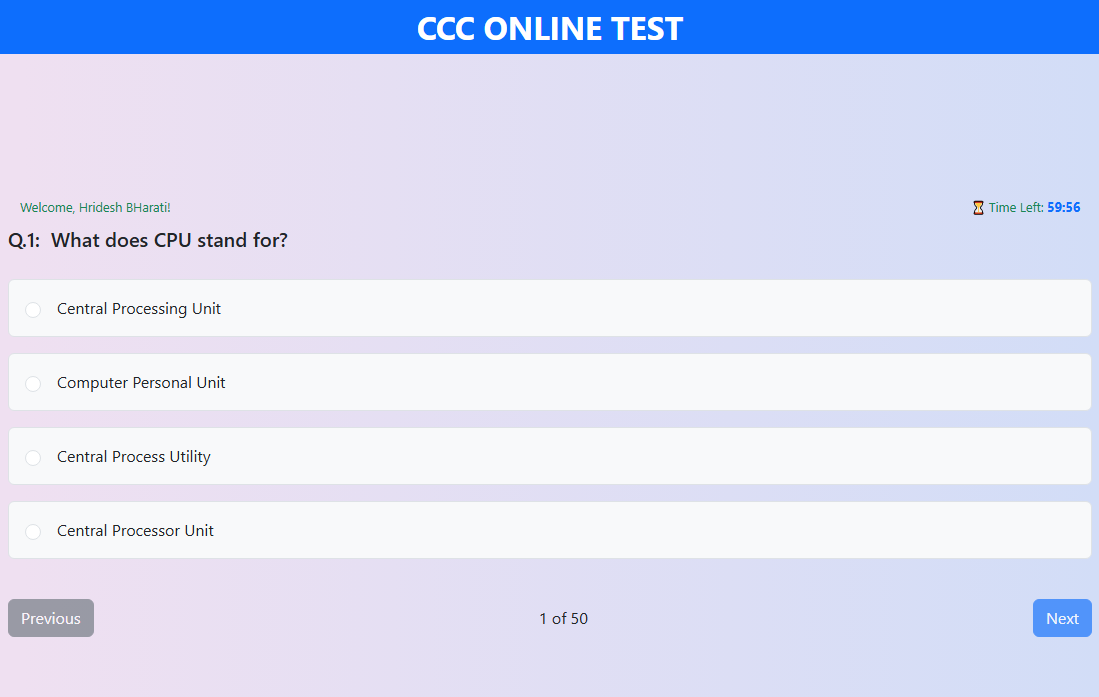 CCC ONLINE TEST
Welcome, Hridesh BHarati!
Time Left: 59:56
Q.1: What does CPU stand for?
Central Processing Unit
Computer Personal Unit
Central Process Utility
Central Processor Unit
Previous
1 of 50
Next